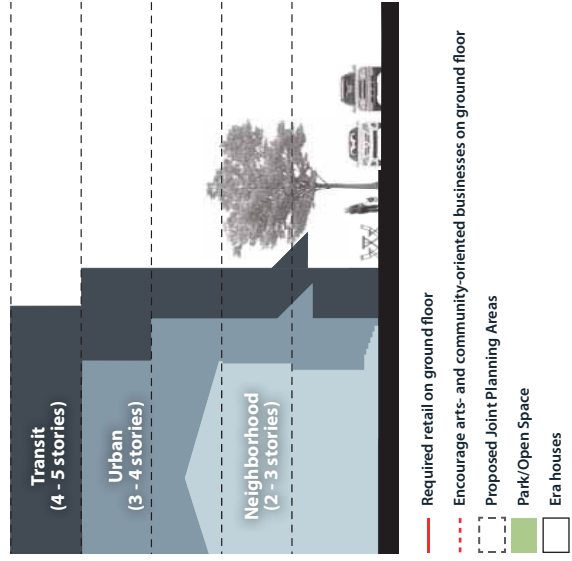 Transit
(4 - 5 stories)
Urban
(3 - 4 stories)
Neighborhood
(2 - 3 stories)
Required retail on ground floor
Encourage arts- and community-oriented businesses on ground floor
Proposed Joint Planning Areas
Park/Open Space
Era houses